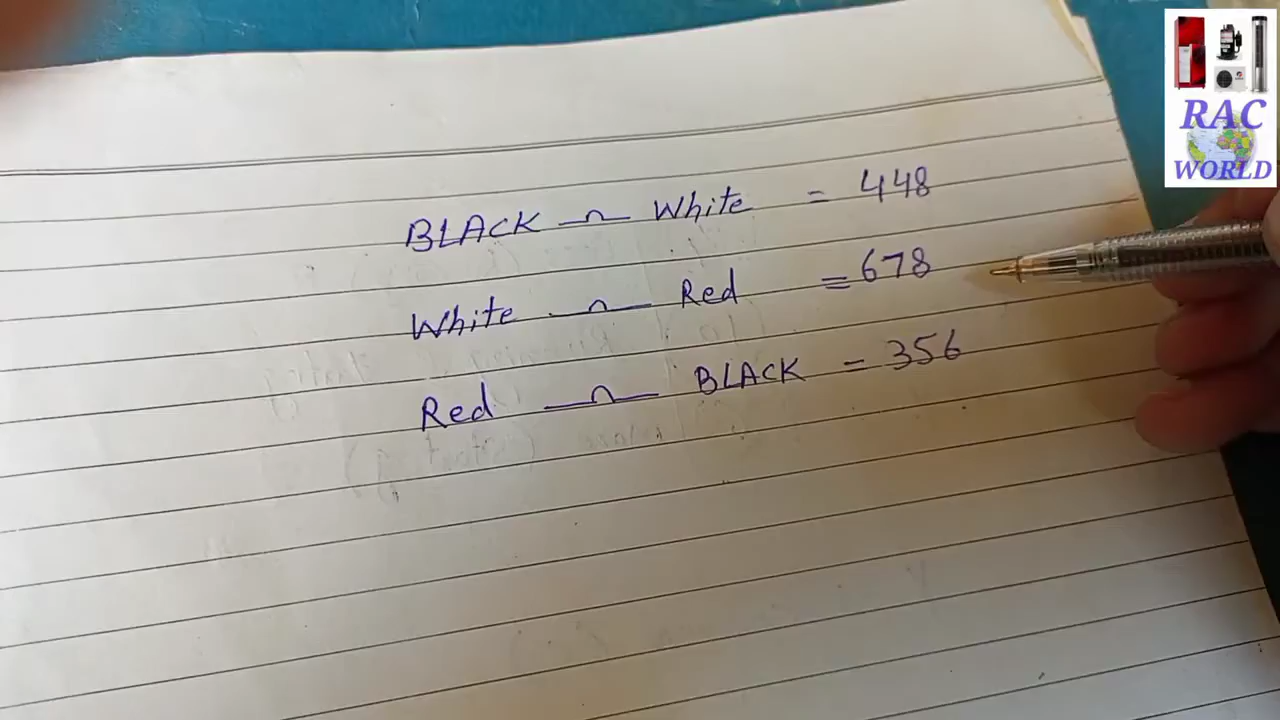 RAC
WORLD
BLACK White = 448
White Red = 678
Red BLACK = 356